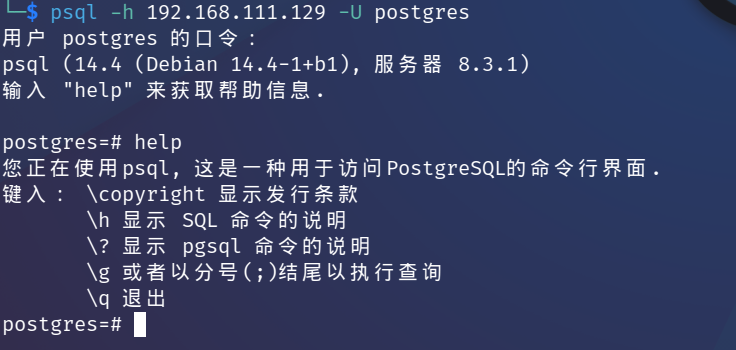 └─$ psql -h 192.168.111.129 -U postgres
用户 postgres 的口令：
psql (14.4 (Debian 14.4-1+b1), 服务器 8.3.1)
输入 "help" 来获取帮助信息.
postgres=# help
您正在使用psql, 这是一种用于访问PostgreSQL的命令行界面.
键入： \copyright 显示发行条款
\h 显示 SQL 命令的说明
\? 显示 pgsql 命令的说明
\g 或者以分号(;)结尾以执行查询
\q 退出
postgres=#